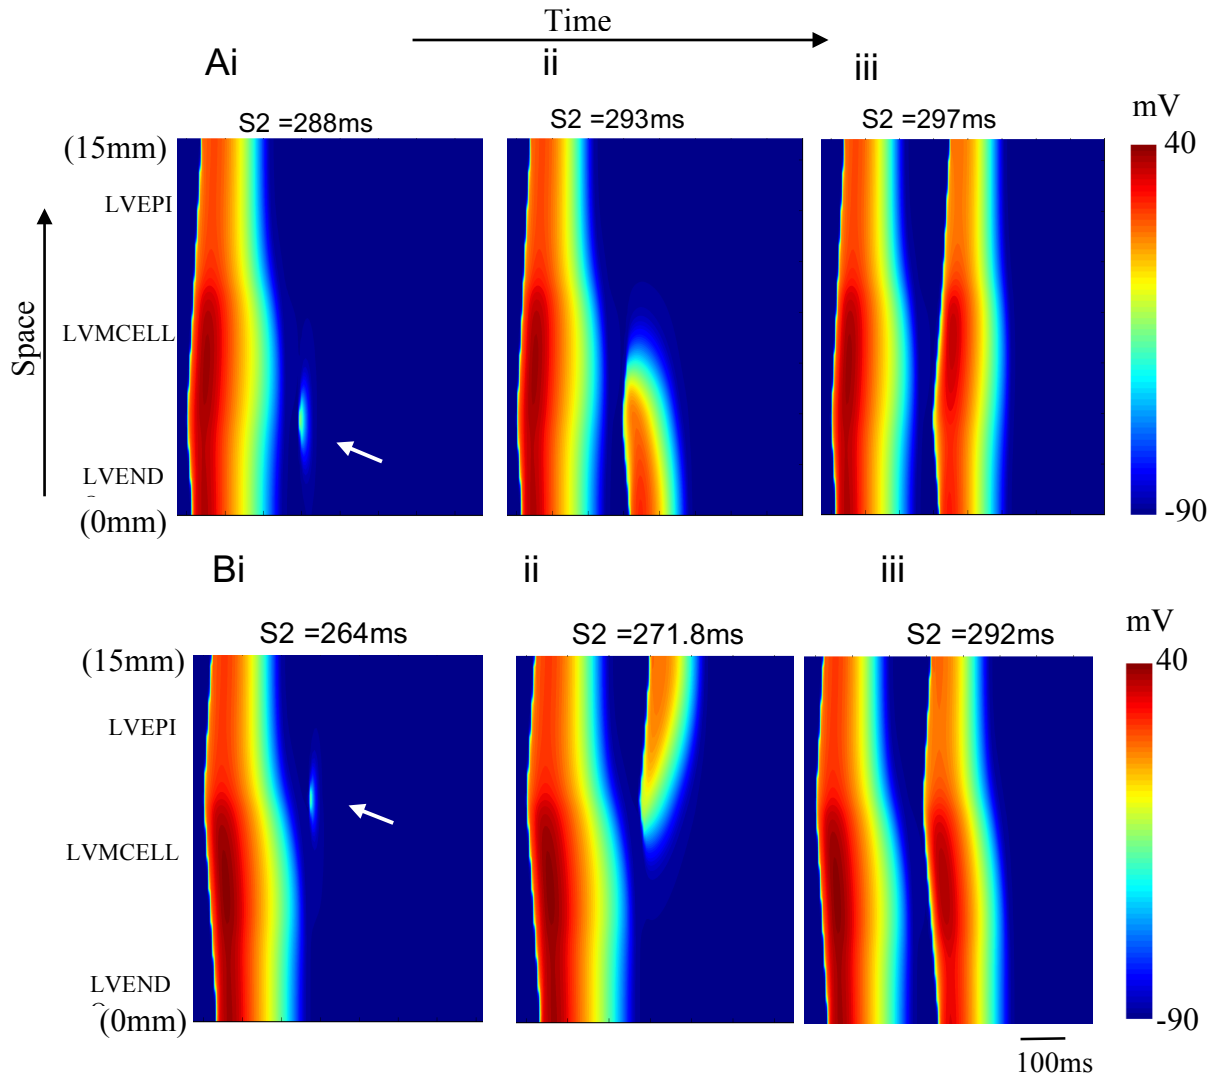 Time
Ai
ii
iii
S2 =288ms
S2 =293ms
S2 =297ms
mV
(15mm)
40
LVEPI
Space
LVMCELL
LVEND
(0mm)
-90
Bi
ii
iii
S2 =264ms
S2 =271.8ms
S2 =292ms
mV
(15mm)
40
LVEPI
LVMCELL
LVEND
(0mm)
-90
100ms